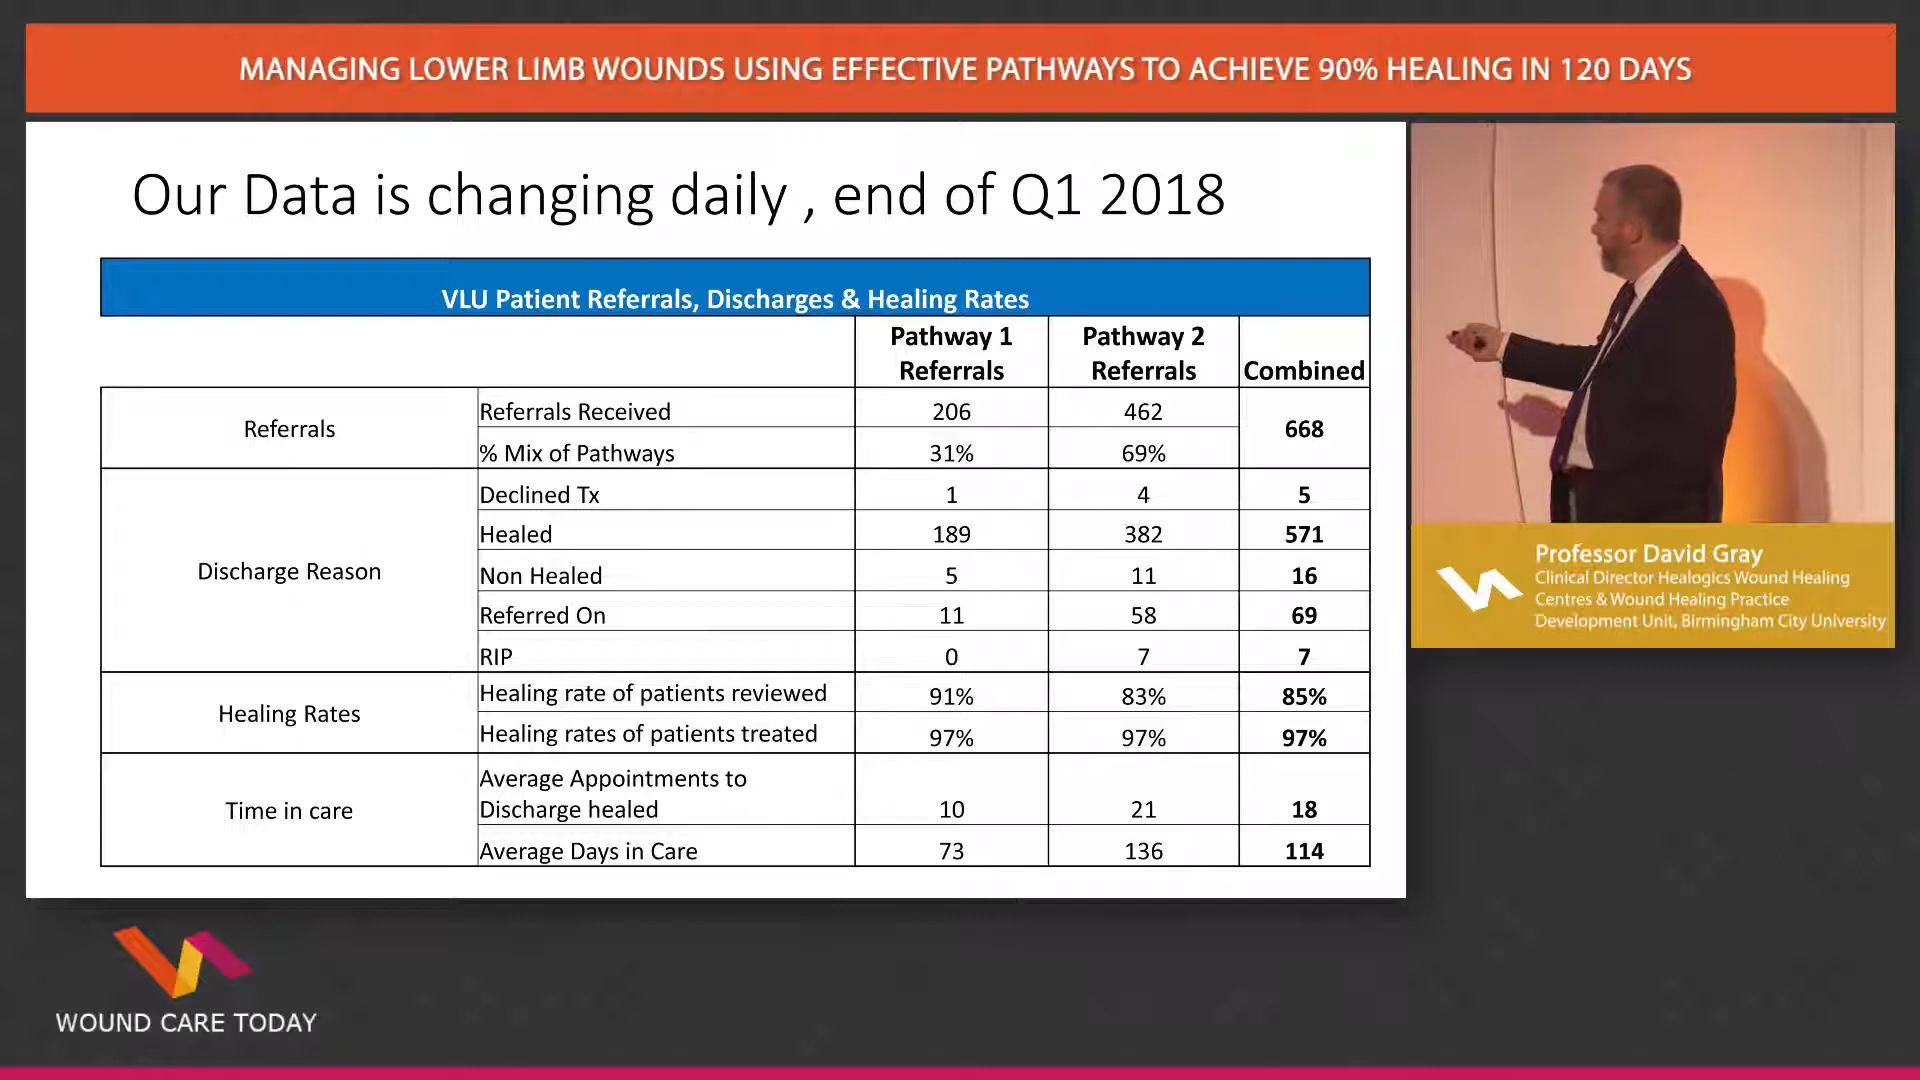 MANAGING LOWER LIMB WOUNDS USING EFFECTIVE PATHWAYS TO ACHIEVE 90% HEALING IN 120 DAYS
Our Data is changing daily , end of Q1 2018
VLU Patient Referrals, Discharges & Healing Rates
Pathway 1 Referrals Pathway 2 Referrals Combined
Referrals
Referrals Received 206 462 668
% Mix of Pathways 31% 69%
Discharge Reason
Declined Tx 1 4 5
Healed 189 382 571
Non Healed 5 11 16
Referred On 11 58 69
RIP 0 7 7
Healing Rates
Healing rate of patients reviewed 91% 83% 85%
Healing rates of patients treated 97% 97% 97%
Time in care
Average Appointments to
Discharge healed 10 21 18
Average Days in Care 73 136 114
Professor David Gray
Clinical Director Healogics Wound Healing
Centres & Wound Healing Practice
Development Unit, Birmingham City University
WOUND CARE TODAY